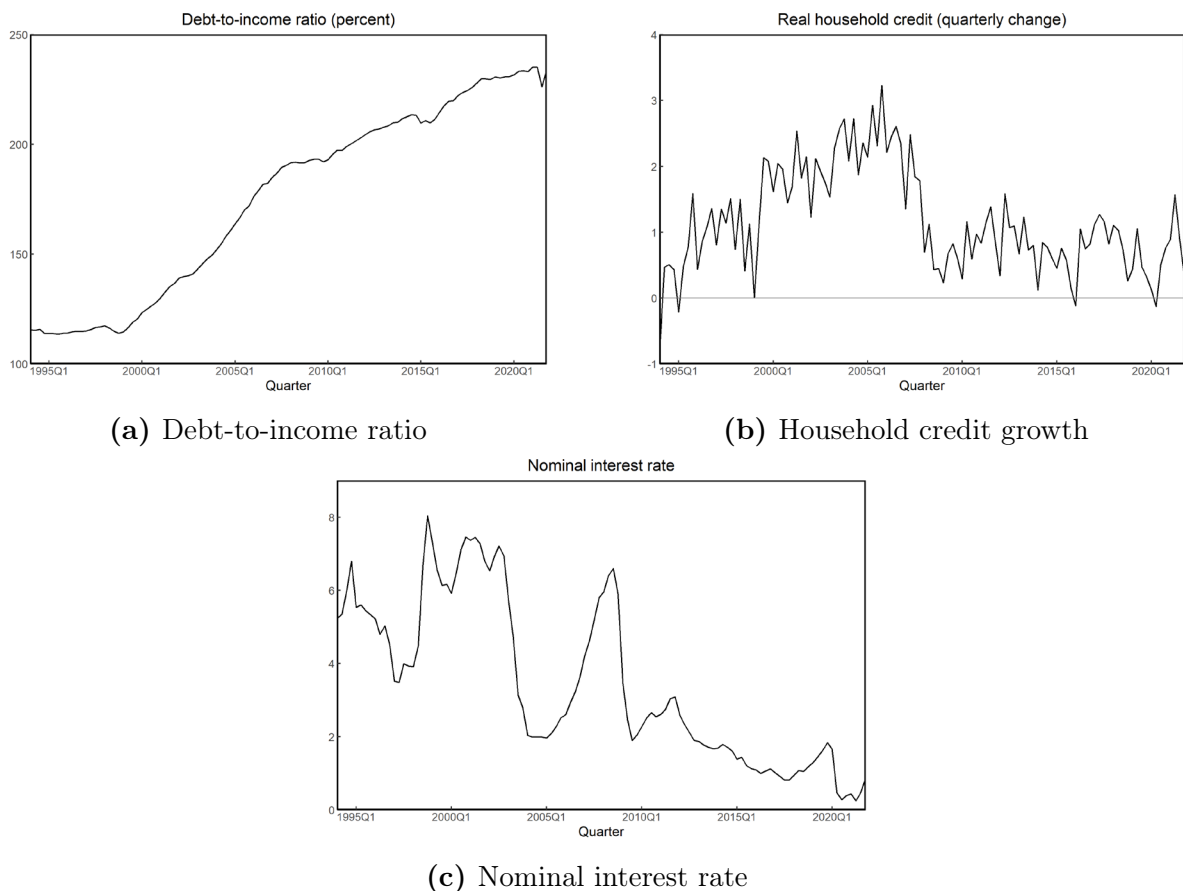 Debt-to-income ratio (percent)
250
200
150
100
1995Q1 2000Q1 2005Q1 2010Q1 2015Q1 2020Q1
Quarter
(a) Debt-to-income ratio
Real household credit (quarterly change)
4
3
2
1
0
-1
1995Q1 2000Q1 2005Q1 2010Q1 2015Q1 2020Q1
Quarter
(b) Household credit growth
Nominal interest rate
8
6
4
2
0
1995Q1 2000Q1 2005Q1 2010Q1 2015Q1 2020Q1
Quarter
(c) Nominal interest rate